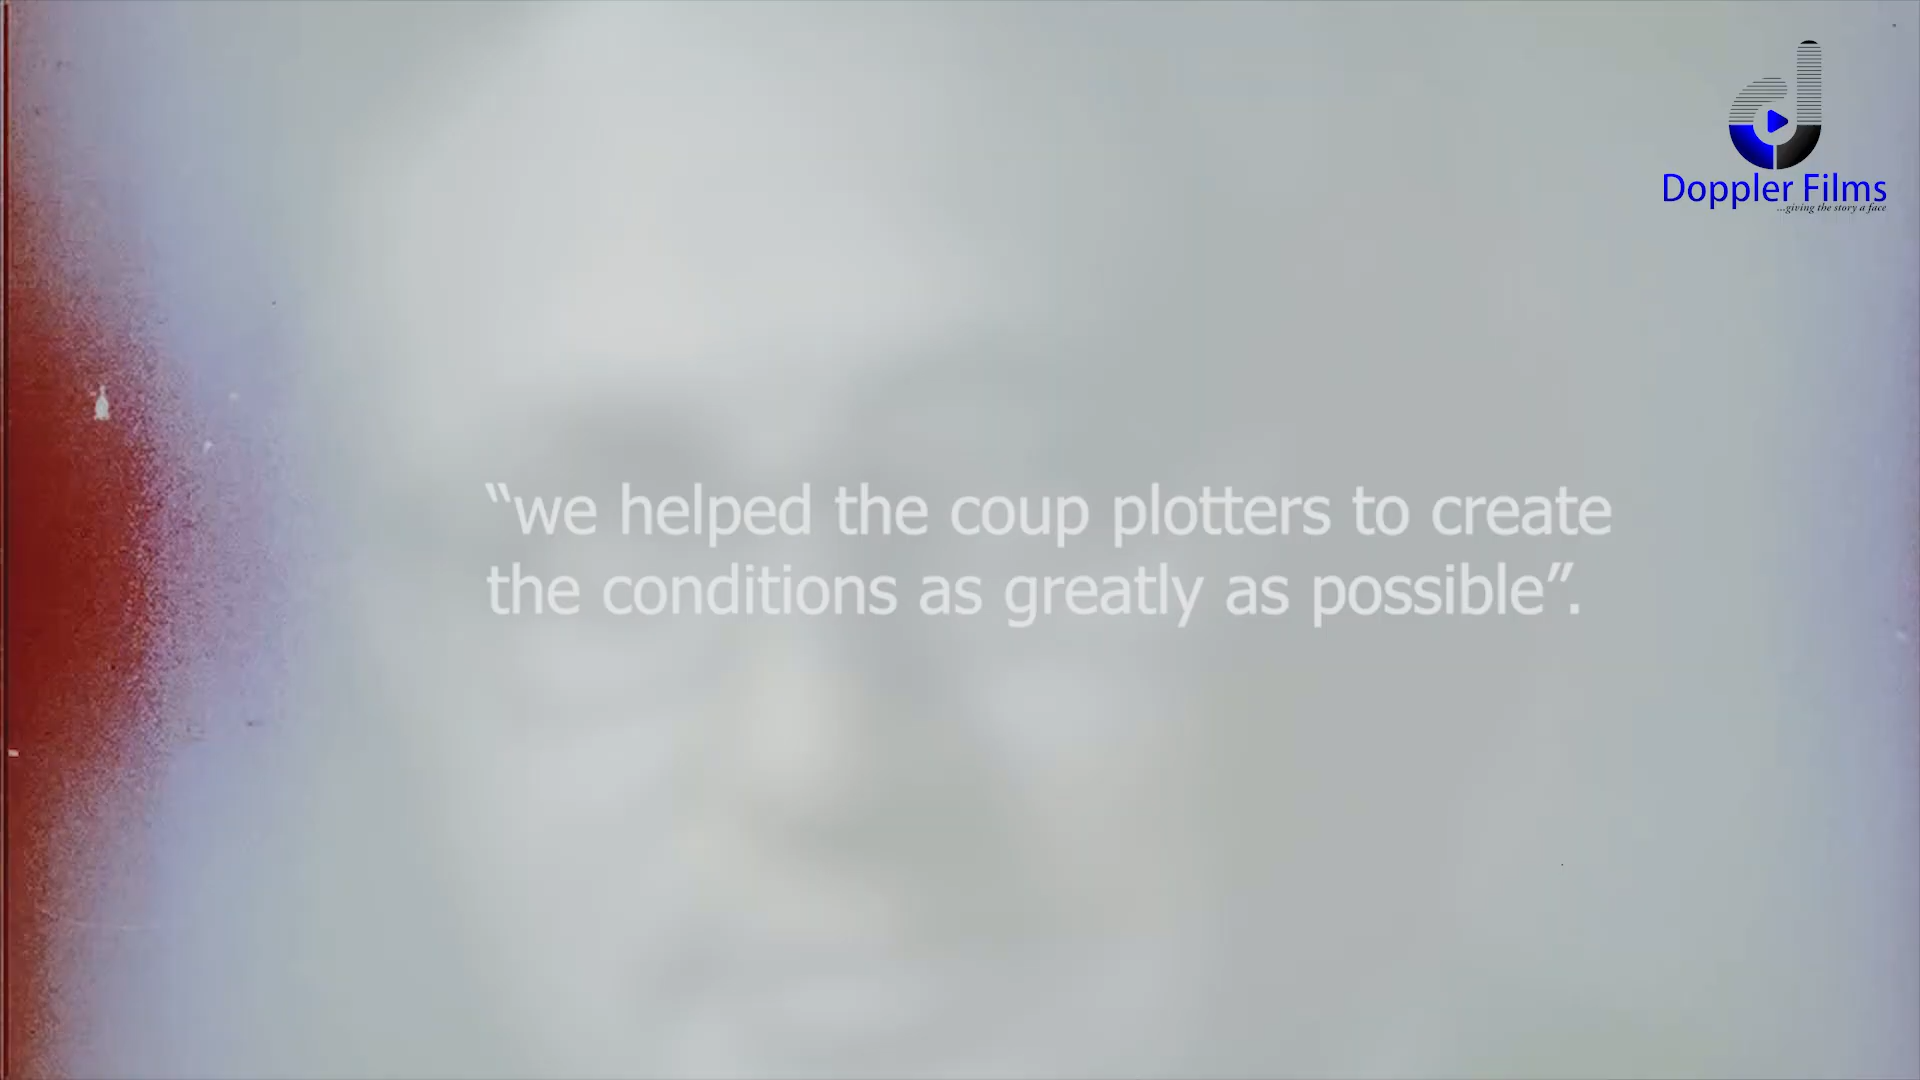 Doppler Films
...giving the story a face
“we helped the coup plotters to create
the conditions as greatly as possible”.